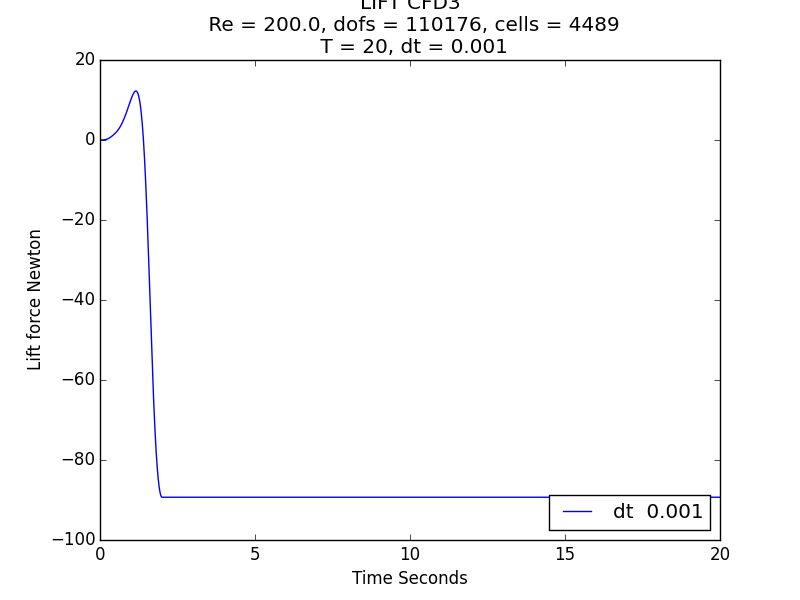 LIFT CFD3
Re = 200.0, dofs = 110176, cells = 4489
T = 20, dt = 0.001
20
0
−20
−40
−60
−80
−100
0
5
10
15
20
Lift force Newton
Time Seconds
dt  0.001